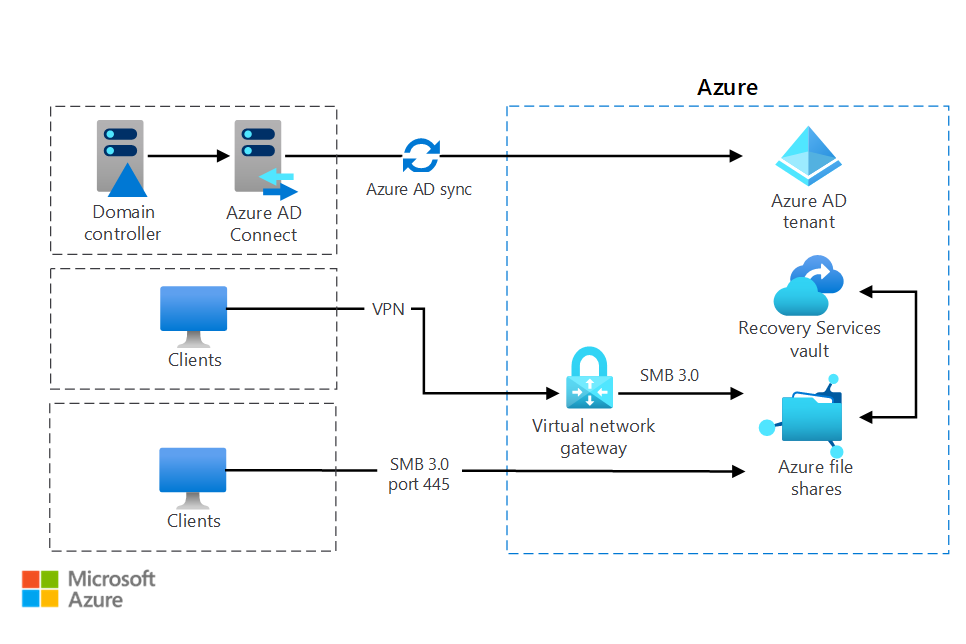 Azure
Domain
controller
Azure AD
Connect
Azure AD sync
Azure AD
tenant
Clients
VPN
Recovery Services
vault
Virtual network
gateway
SMB 3.0
Clients
SMB 3.0
port 445
Azure file
shares
Microsoft
Azure